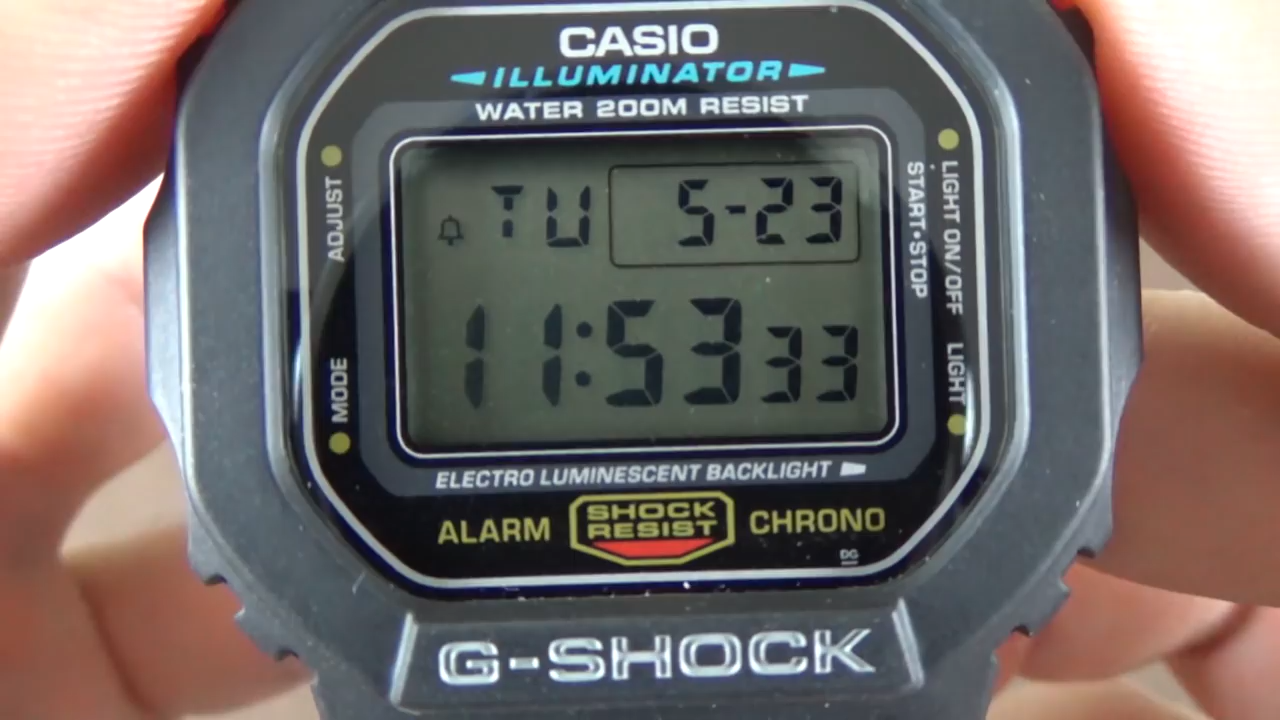 CASIO
ILLUMINATOR
WATER 200M RESIST
ADJUST
MODE
TU 5-23
11:53 33
LIGHT ON/OFF
START•STOP
LIGHT
ELECTRO LUMINESCENT BACKLIGHT
ALARM
SHOCK
RESIST
CHRONO
DG
G-SHOCK